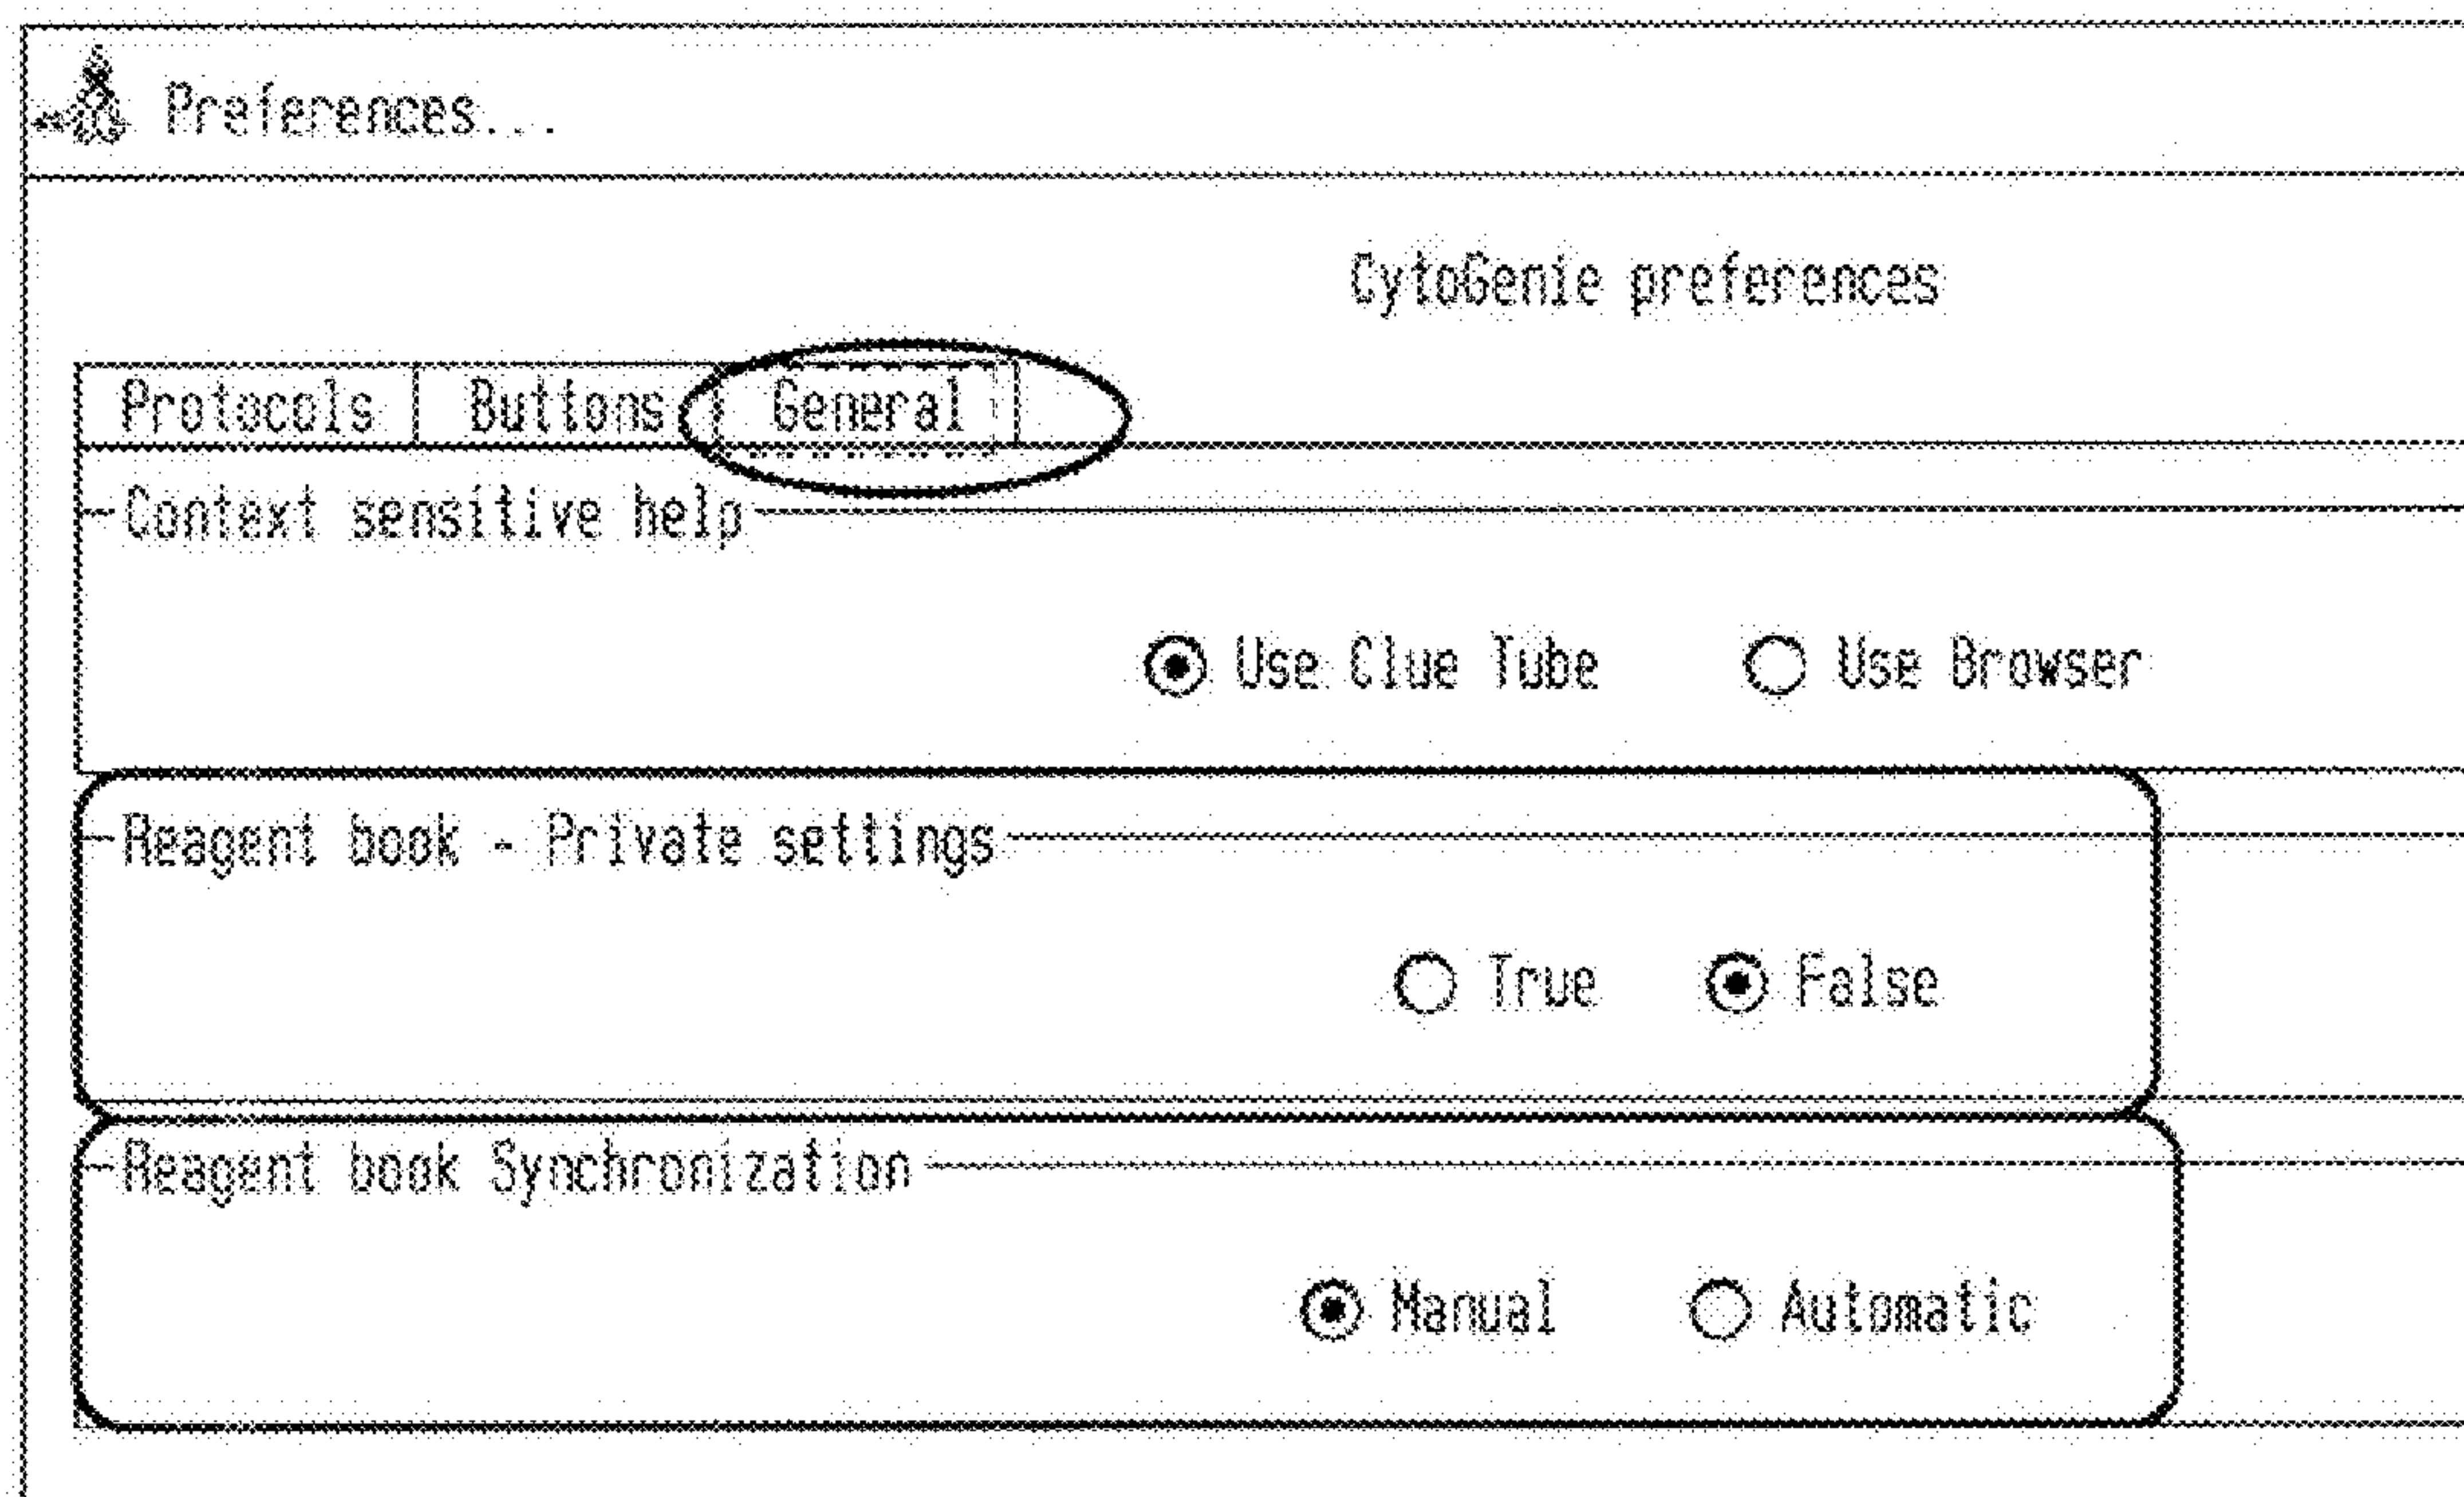 Preferences...
CytoGenie preferences
Protocols Buttons General
Context sensitive help
Use Clue Tube Use Browser
Reagent book - Private settings
True False
Reagent book Synchronization
Manual Automatic